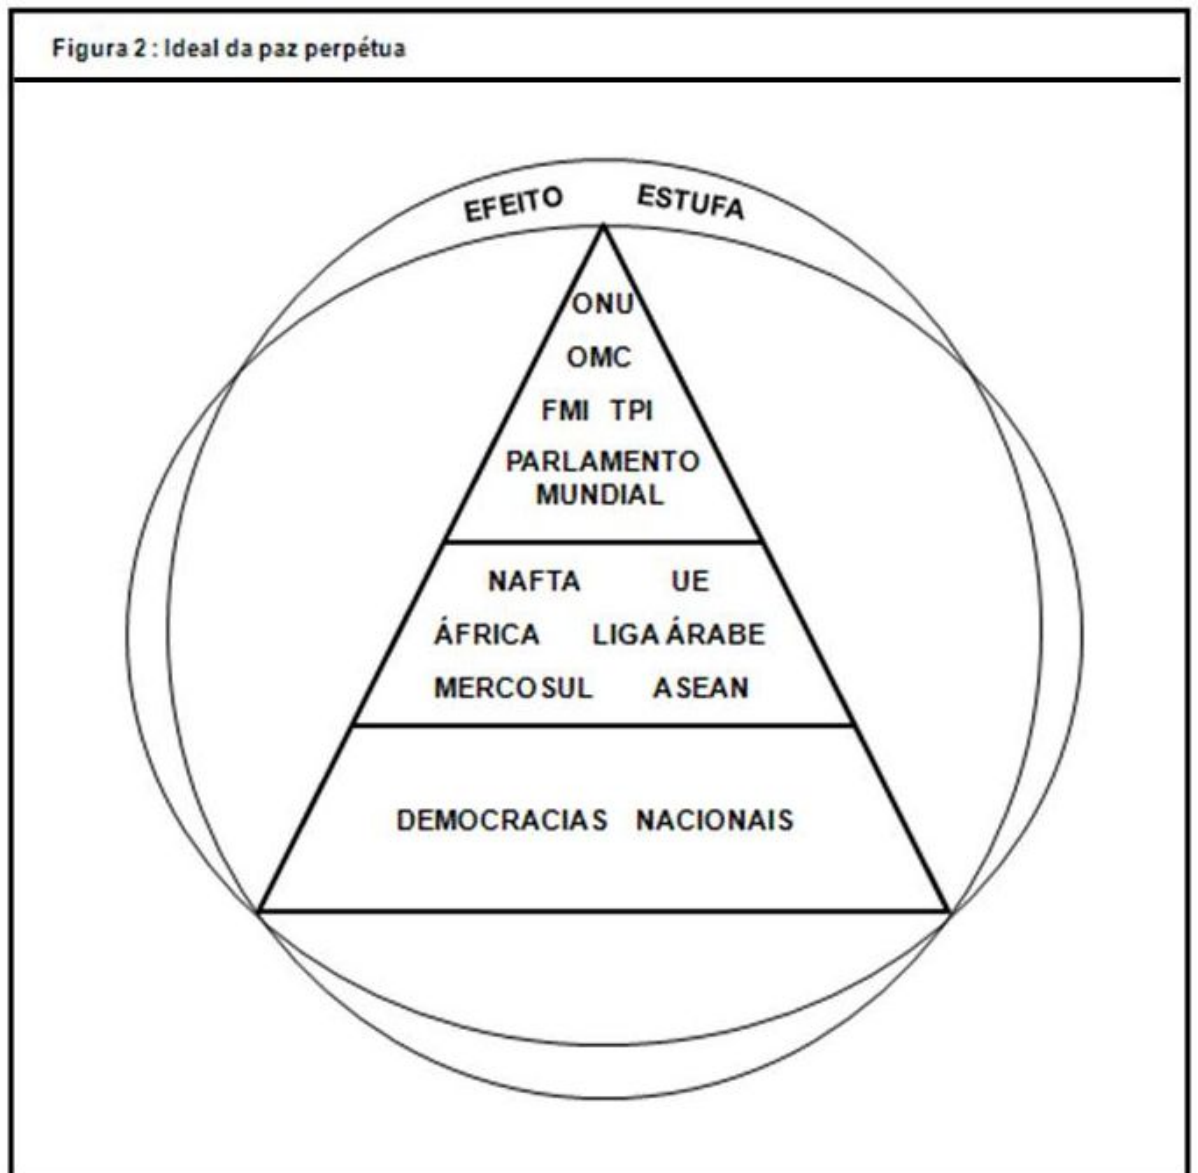 Figura 2 : Ideal da paz perpétua
EFEITO ESTUFA
ONU
OMC
FMI TPI
PARLAMENTO
MUNDIAL
NAFTA UE
ÁFRICA LIGA ÁRABE
MERCOSUL ASEAN
DEMOCRACIAS NACIONAIS